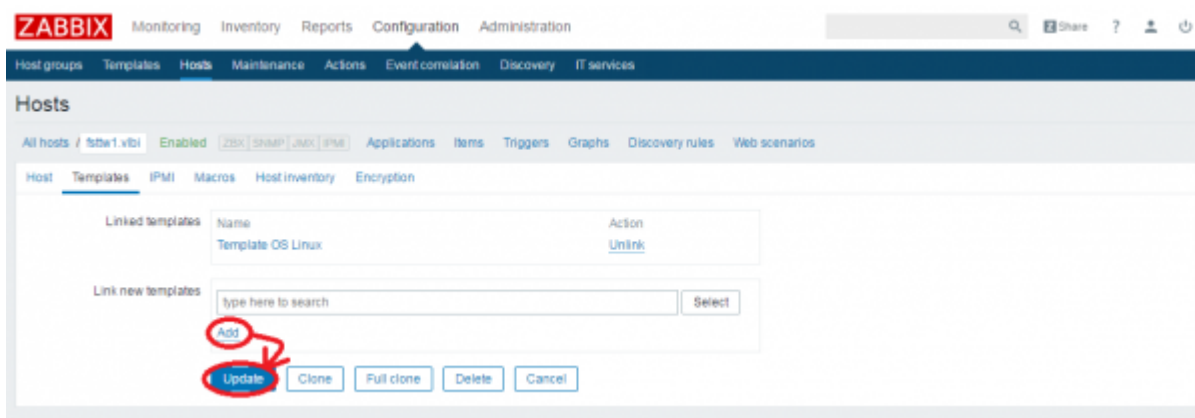 ZABBIX Monitoring Inventory Reports Configuration Administration Z Share ?
Host groups Templates Hosts Maintenance Actions Event correlation Discovery IT services
Hosts
All hosts / Enabled ZBX SNMP JMX IPMI Applications Items Triggers Graphs Discovery rules Web scenarios
Host Templates IPMI Macros Host inventory Encryption
Linked templates Name Action
Template OS Linux Unlink
Link new templates type here to search Select
Add
Update Clone Full clone Delete Cancel